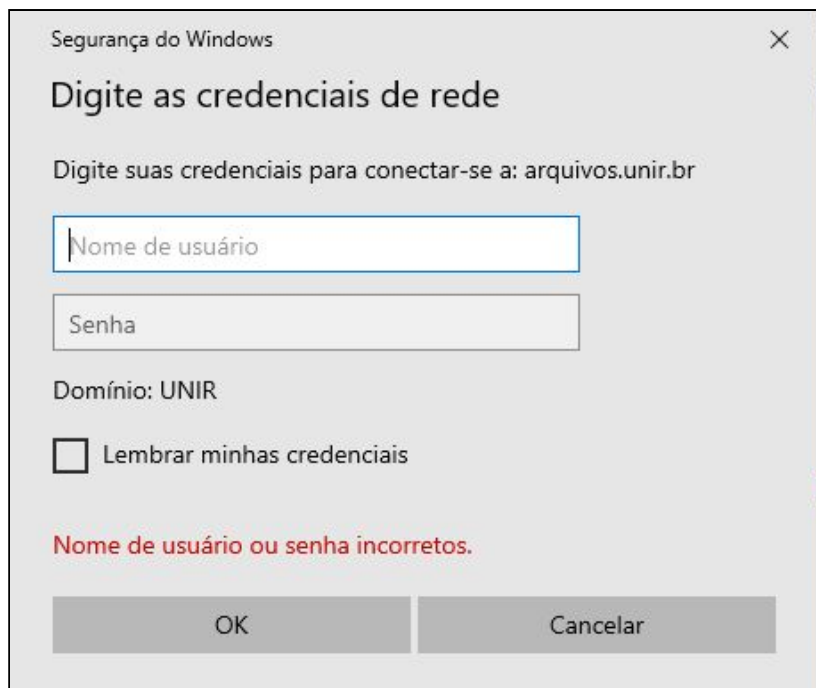 Segurança do Windows
Digite as credenciais de rede
Digite suas credenciais para conectar-se a: arquivos.unir.br
Nome de usuário
Senha
Domínio: UNIR
Lembrar minhas credenciais
Nome de usuário ou senha incorretos.
OK
Cancelar